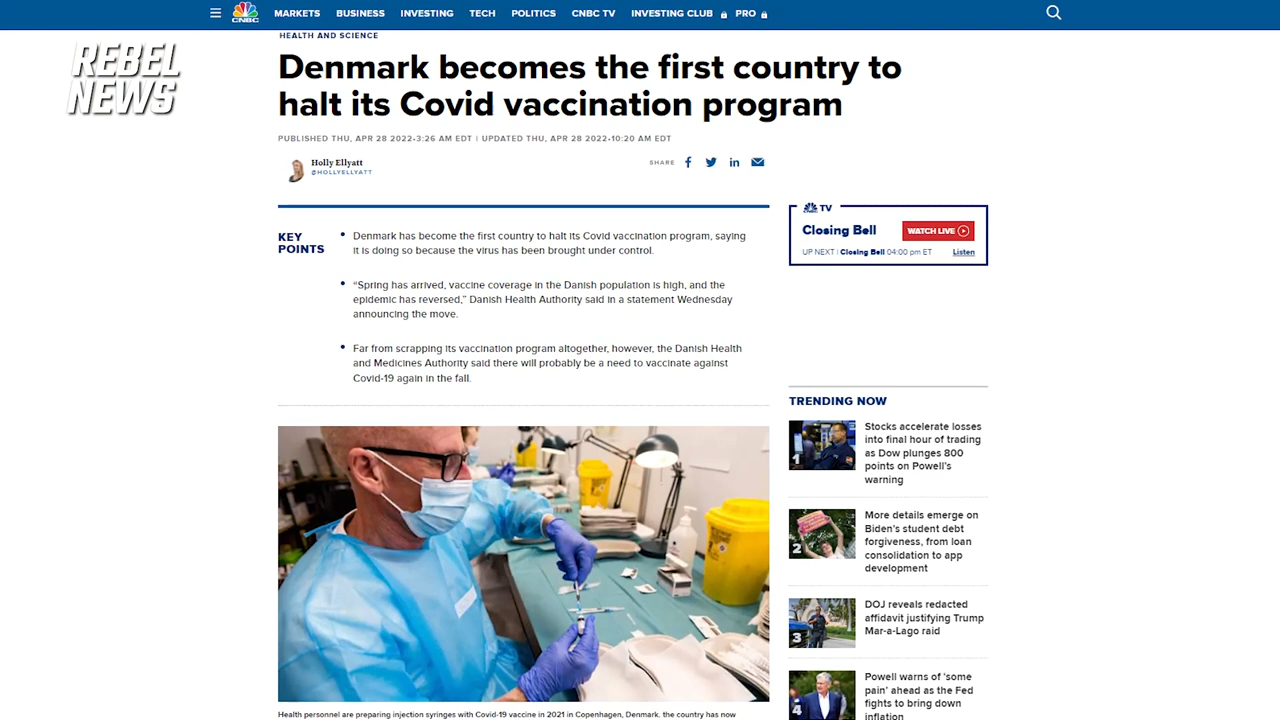 CNBC
MARKETS BUSINESS INVESTING TECH POLITICS CNBC TV INVESTING CLUB PRO
REBEL
NEWS
HEALTH AND SCIENCE
Denmark becomes the first country to
halt its Covid vaccination program
PUBLISHED THU, APR 28 2022•3:26 AM EDT | UPDATED THU, APR 28 2022•10:20 AM EDT
Holly Ellyatt
@HOLLYELLYATT
SHARE
KEY
POINTS
Denmark has become the first country to halt its Covid vaccination program, saying
it is doing so because the virus has been brought under control.
“Spring has arrived, vaccine coverage in the Danish population is high, and the
epidemic has reversed,” Danish Health Authority said in a statement Wednesday
announcing the move.
Far from scrapping its vaccination program altogether, however, the Danish Health
and Medicines Authority said there will probably be a need to vaccinate against
Covid-19 again in the fall.
Health personnel are preparing injection syringes with Covid-19 vaccine in 2021 in Copenhagen, Denmark. the country has now
TV
Closing Bell
WATCH LIVE
UP NEXT | Closing Bell 04:00 pm ET
Listen
TRENDING NOW
1
Stocks accelerate losses
into final hour of trading
as Dow plunges 800
points on Powell’s
warning
2
More details emerge on
Biden’s student debt
forgiveness, from loan
consolidation to app
development
3
DOJ reveals redacted
affidavit justifying Trump
Mar-a-Lago raid
4
Powell warns of ‘some
pain’ ahead as the Fed
fights to bring down
inflation